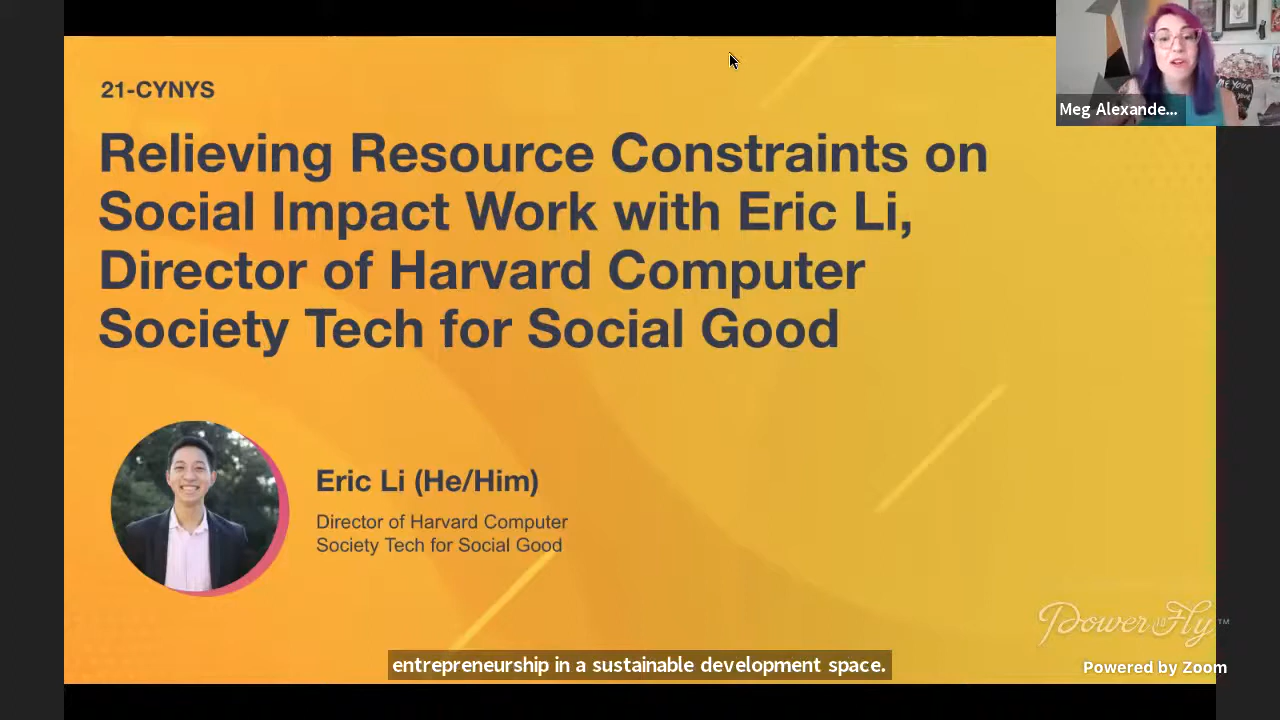 21-CYNYS
Relieving Resource Constraints on
Social Impact Work with Eric Li,
Director of Harvard Computer
Society Tech for Social Good
Meg Alexande...
Eric Li (He/Him)
Director of Harvard Computer
Society Tech for Social Good
PowerToFly™
entrepreneurship in a sustainable development space.
Powered by Zoom